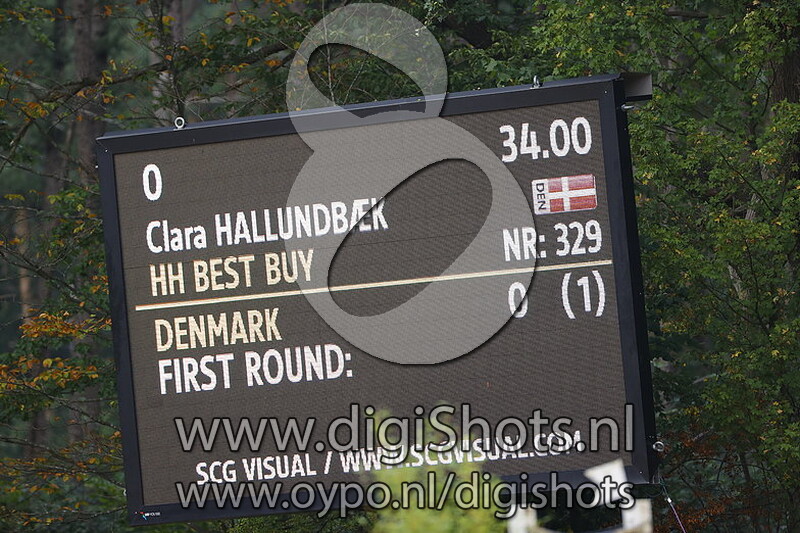 0 34.00
Clara HALLUNDBÆK DEN
HH BEST BUY NR: 329
DENMARK 0 (1)
FIRST ROUND:
www.digiShots.nl
SCG VISUAL / WWW.SCGVISUAL.COM
www.oypo.nl/digishots